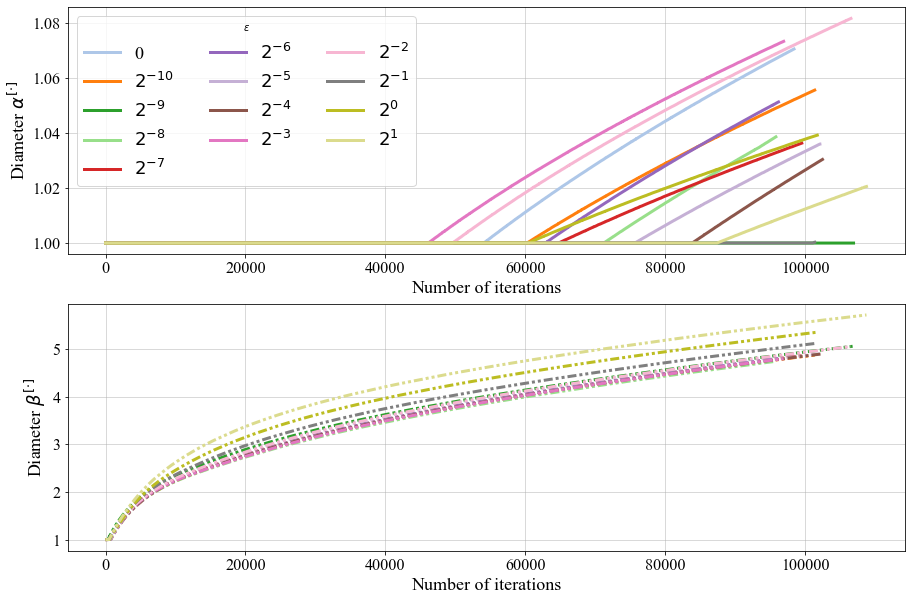 1.08
1.06
1.04
1.02
1.00
Diameter α^[·]
ε
0 2^−6 2^−2
2^−10 2^−5 2^−1
2^−9 2^−4 2^0
2^−8 2^−3 2^1
2^−7
0 20000 40000 60000 80000 100000
Number of iterations
5
4
3
2
1
Diameter β^[·]
0 20000 40000 60000 80000 100000
Number of iterations